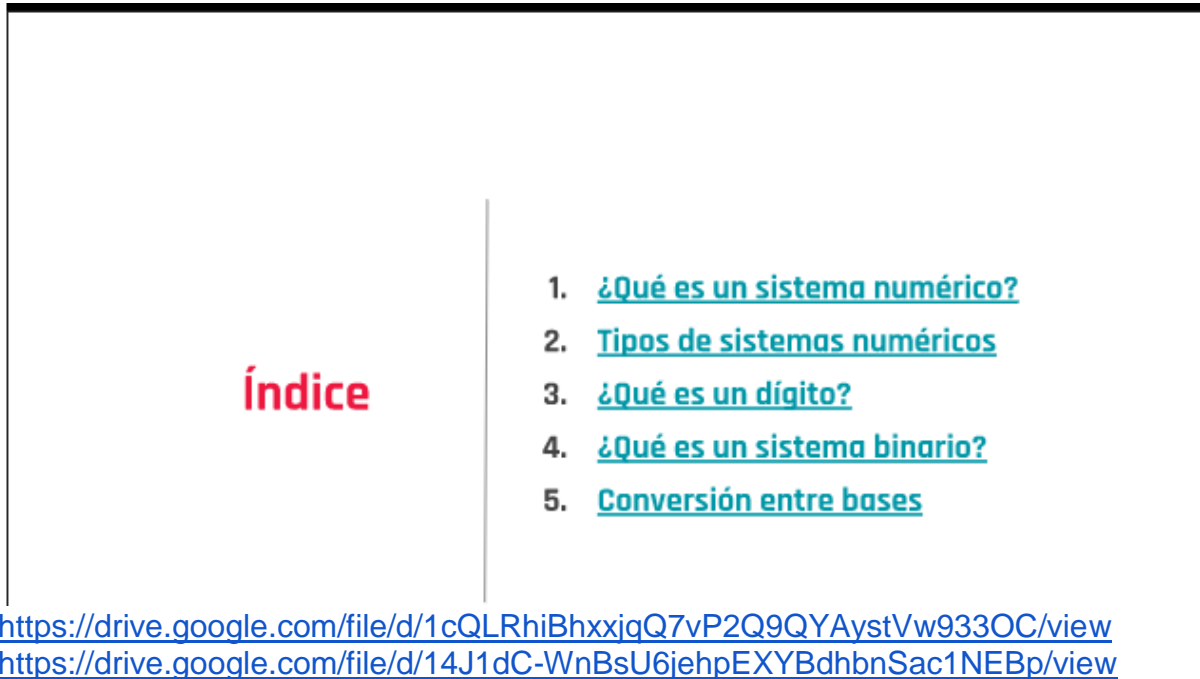 Índice
1. ¿Qué es un sistema numérico?
2. Tipos de sistemas numéricos
3. ¿Qué es un dígito?
4. ¿Qué es un sistema binario?
5. Conversión entre bases
https://drive.google.com/file/d/1cQLRhiBhxxjqQ7vP2Q9QYAystVw933OC/view
https://drive.google.com/file/d/14J1dC-WnBsU6jehpEXYBdhbnSac1NEBp/view